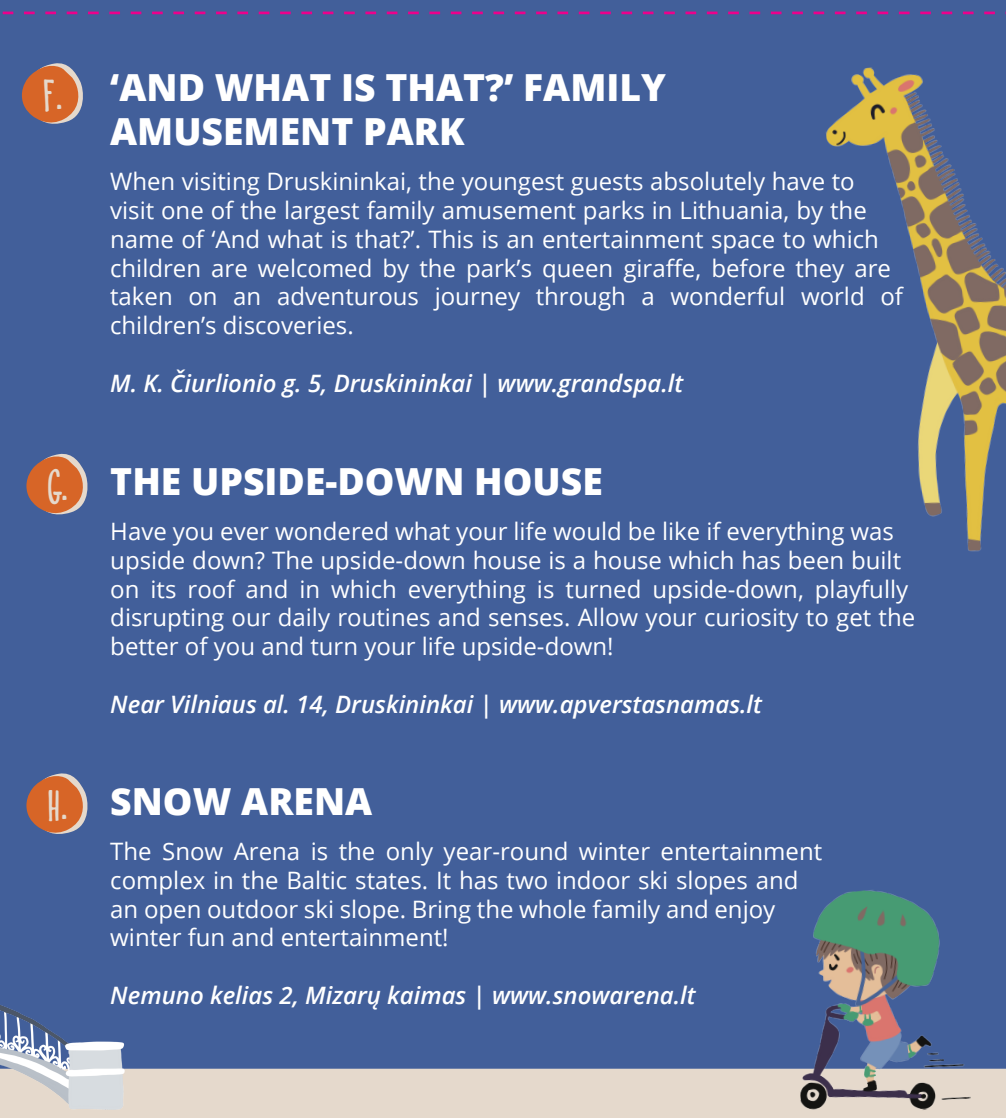 F.
‘AND WHAT IS THAT?’ FAMILY
AMUSEMENT PARK
When visiting Druskininkai, the youngest guests absolutely have to
visit one of the largest family amusement parks in Lithuania, by the
name of ‘And what is that?’. This is an entertainment space to which
children are welcomed by the park’s queen giraffe, before they are
taken on an adventurous journey through a wonderful world of
children’s discoveries.
M. K. Čiurlionio g. 5, Druskininkai | www.grandspa.lt
G.
THE UPSIDE-DOWN HOUSE
Have you ever wondered what your life would be like if everything was
upside down? The upside-down house is a house which has been built
on its roof and in which everything is turned upside-down, playfully
disrupting our daily routines and senses. Allow your curiosity to get the
better of you and turn your life upside-down!
Near Vilniaus al. 14, Druskininkai | www.apverstasnamas.lt
H.
SNOW ARENA
The Snow Arena is the only year-round winter entertainment
complex in the Baltic states. It has two indoor ski slopes and
an open outdoor ski slope. Bring the whole family and enjoy
winter fun and entertainment!
Nemuno kelias 2, Mizarų kaimas | www.snowarena.lt